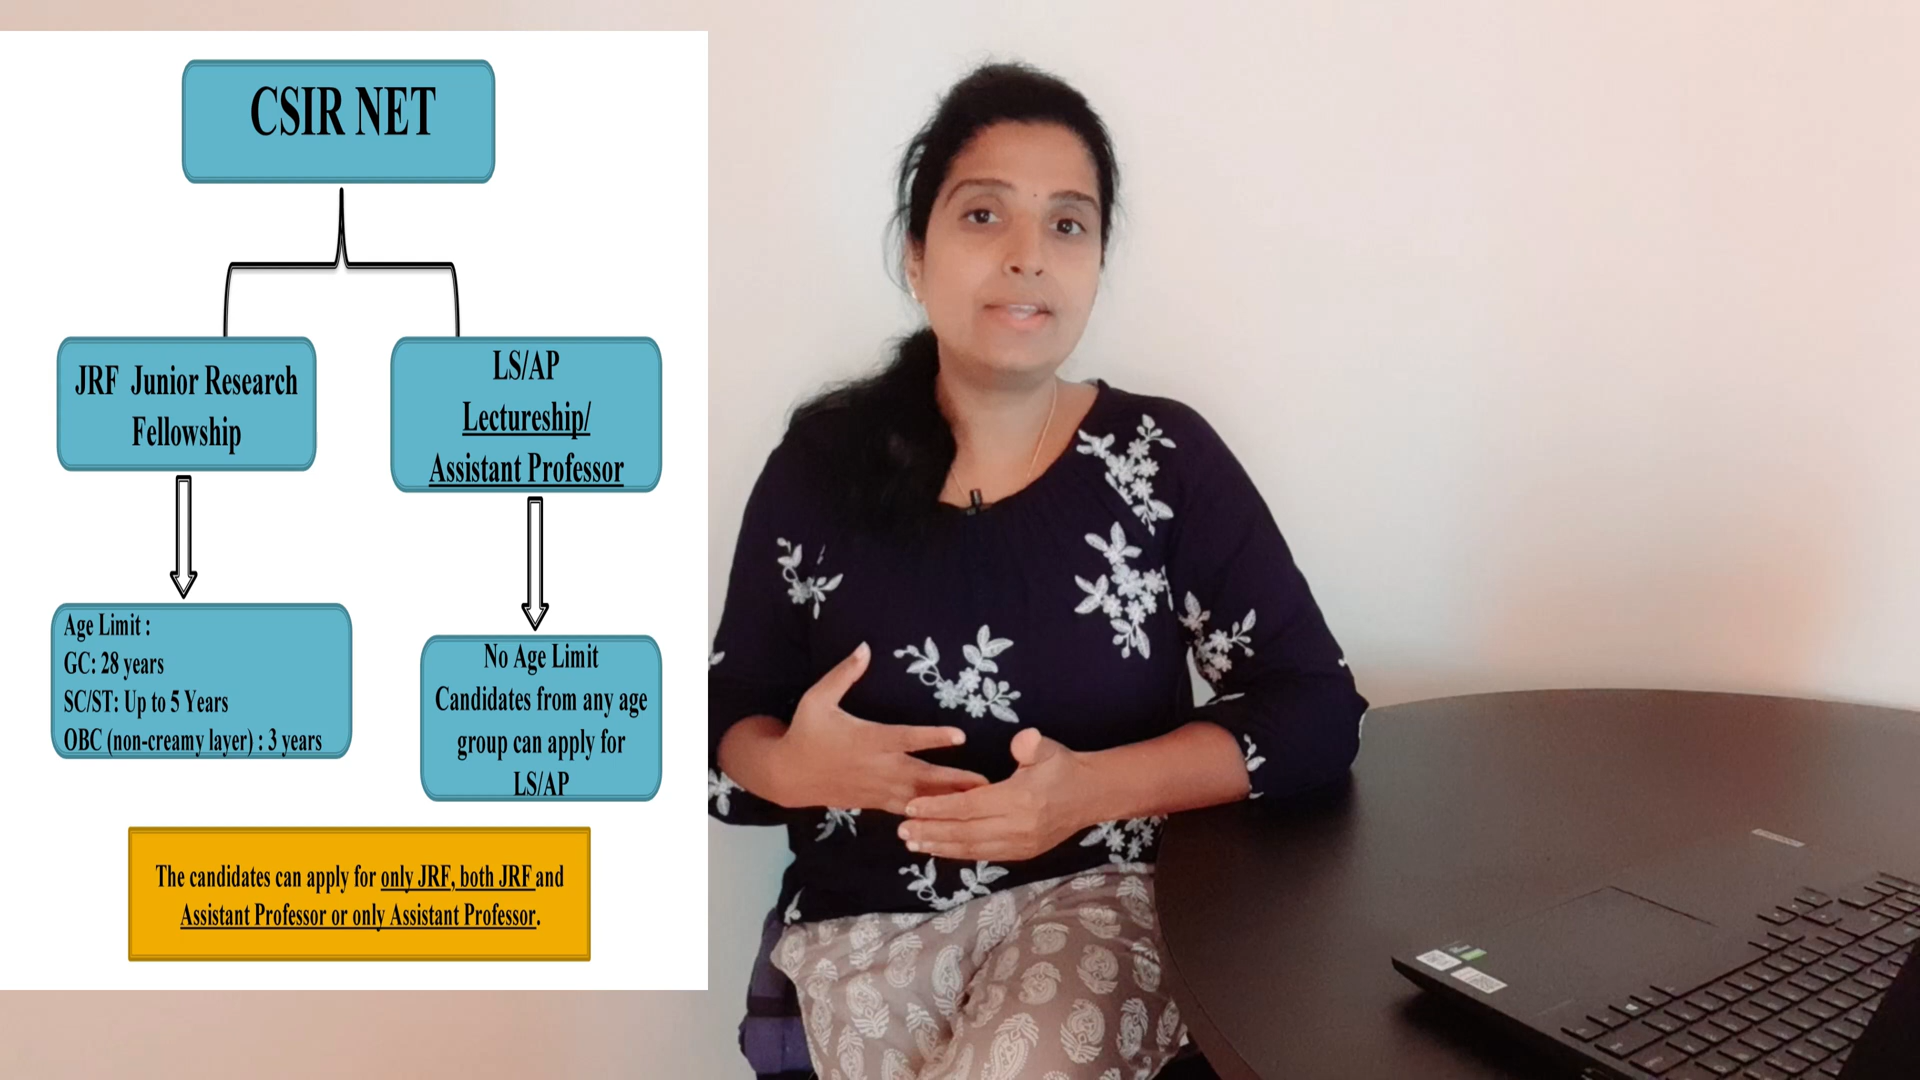 CSIR NET
JRF Junior Research
Fellowship
LS/AP
Lectureship/
Assistant Professor
Age Limit :
GC: 28 years
SC/ST: Up to 5 Years
OBC (non-creamy layer) : 3 years
No Age Limit
Candidates from any age
group can apply for
LS/AP
The candidates can apply for only JRF, both JRF and
Assistant Professor or only Assistant Professor.